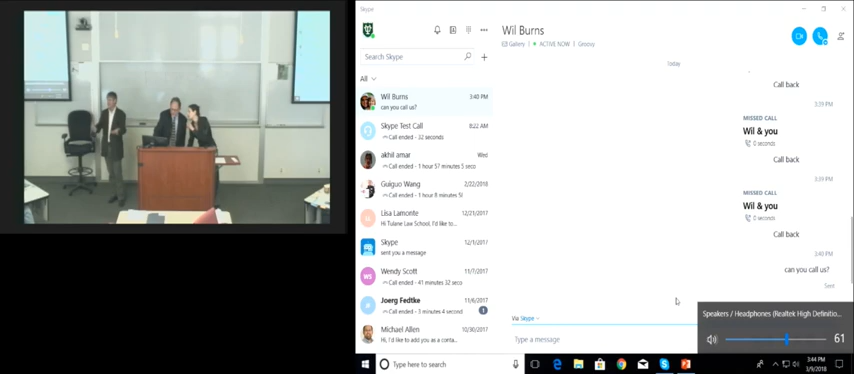 Skype
Search Skype
All
Wil Burns
3:40 PM
can you call us?
Skype Test Call
8:22 AM
Call ended - 32 seconds
akhil amar
Wed
Call ended - 1 hour 57 minutes 5 seco
Guiguo Wang
2/22/2018
Call ended - 1 hour 8 minutes 5(
Lisa Lamonte
12/21/2017
Hi Tulane Law School, I'd like to...
Skype
12/1/2017
sent you a message
WS
Wendy Scott
11/7/2017
Call ended - 41 minutes 32 seco
Joerg Fedtke
11/6/2017
Call ended - 3 minutes 4 second
1
Michael Allen
10/30/2017
Hi, I'd like to add you as a conta...
Wil Burns
Gallery
ACTIVE NOW
Groovy
Today
Call back
3:39 PM
MISSED CALL
Wil & you
0 seconds
Call back
3:39 PM
MISSED CALL
Wil & you
0 seconds
Call back
3:40 PM
can you call us?
Sent
Via Skype
Type a message
Speakers / Headphones (Realtek High Definitio...
61
Type here to search
3:44 PM
3/9/2018